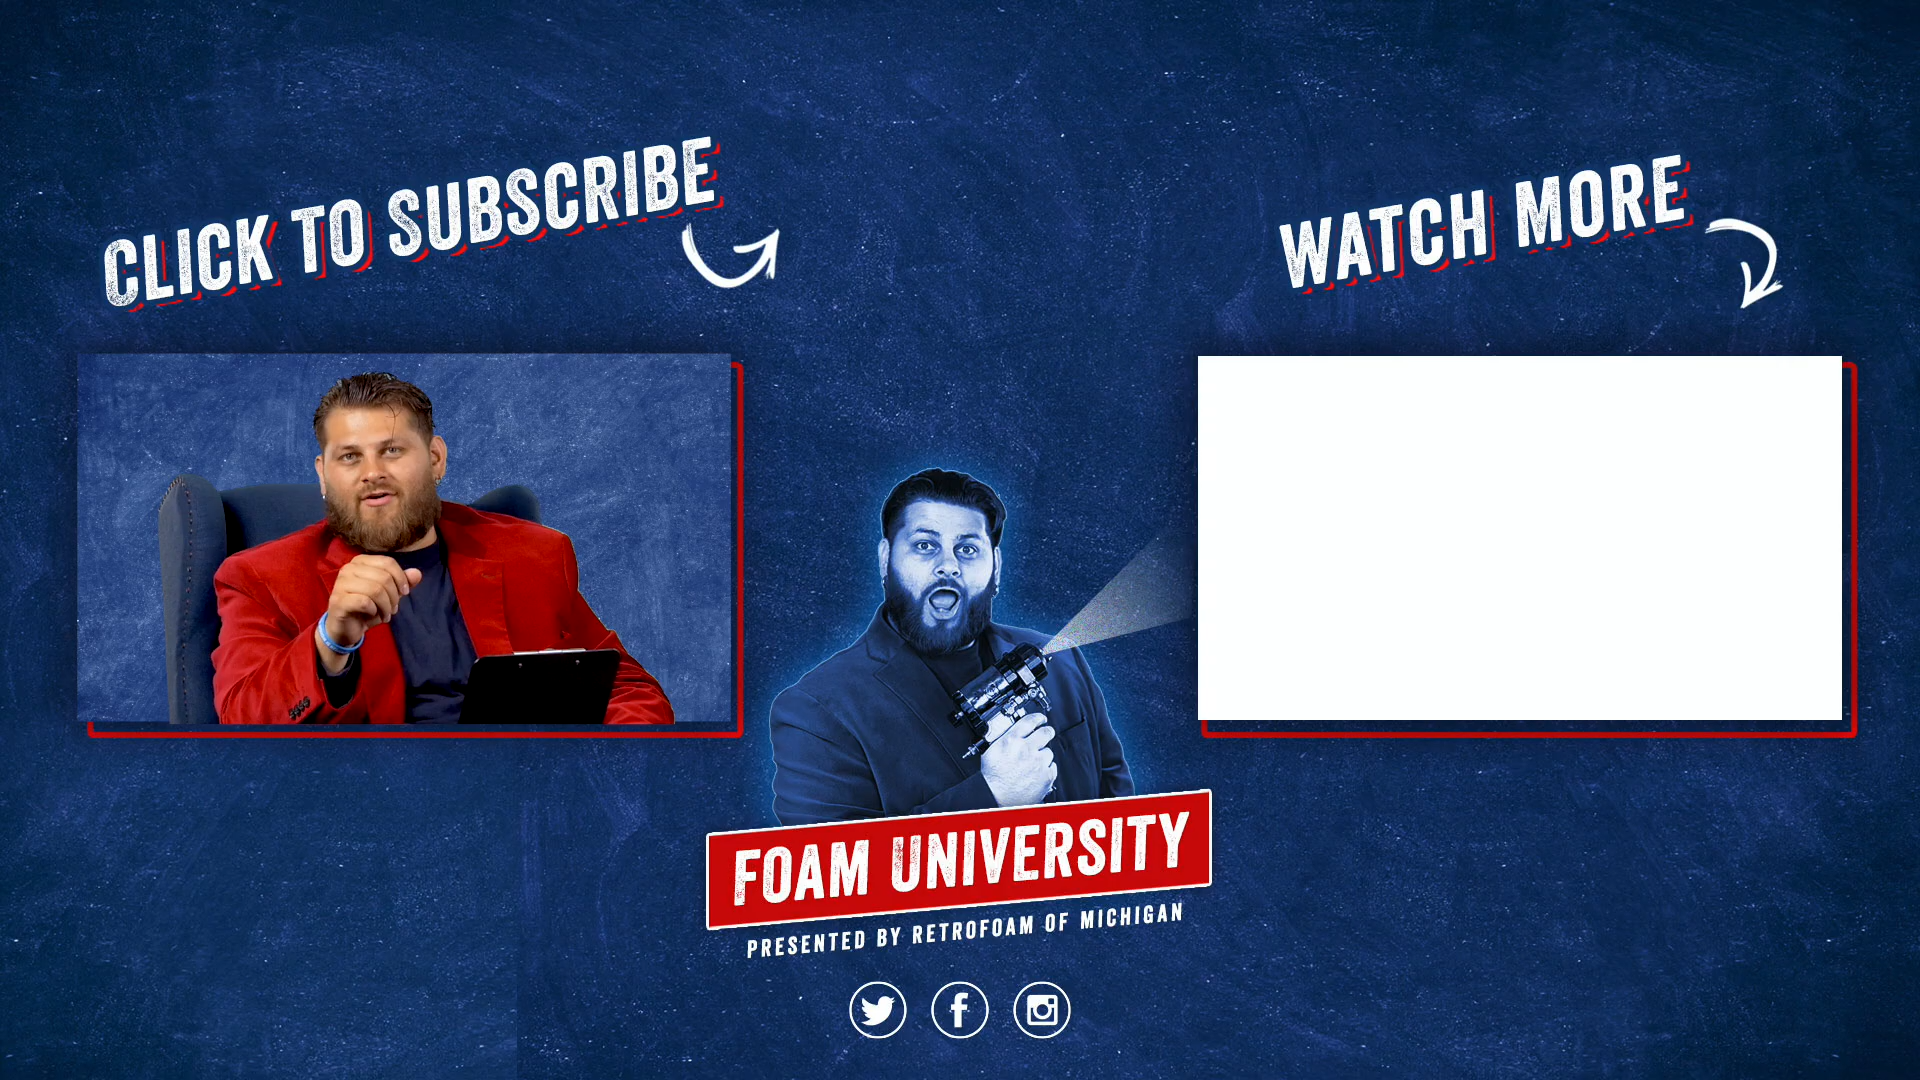 CLICK TO SUBSCRIBE
WATCH MORE
FOAM UNIVERSITY
PRESENTED BY RETROFOAM OF MICHIGAN